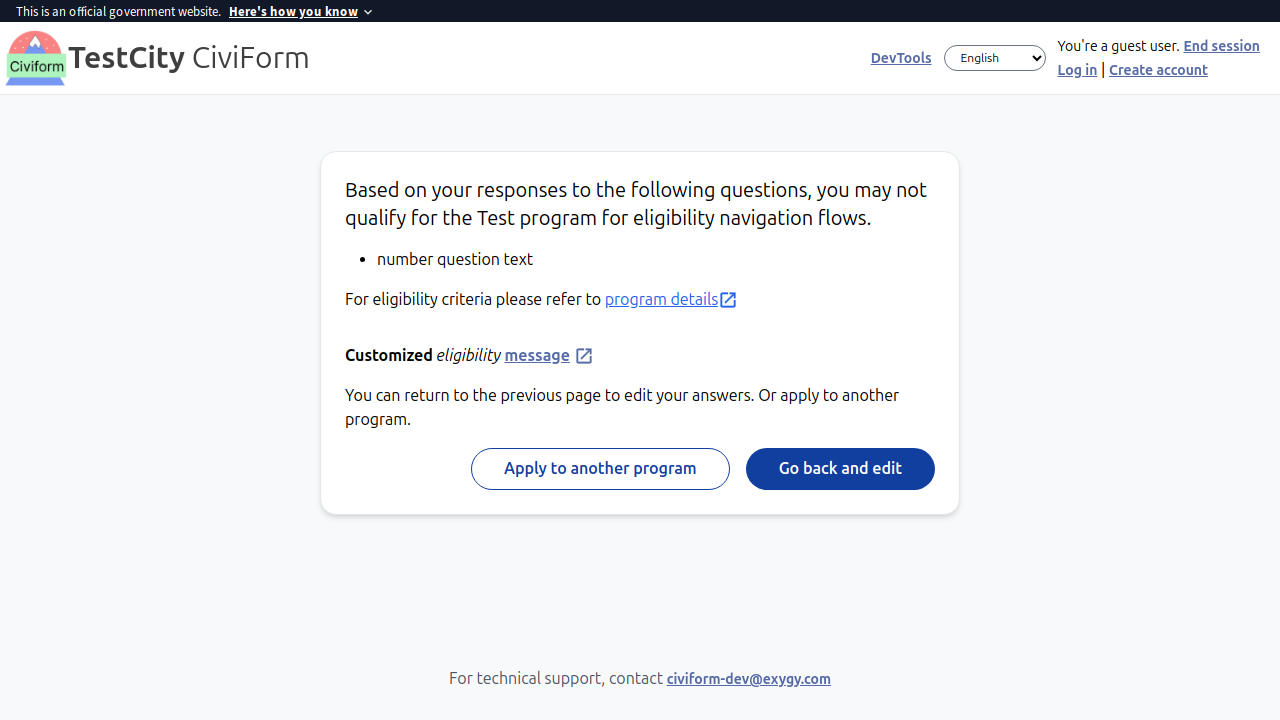 This is an official government website. Here's how you know
Civiform
TestCity CiviForm
DevTools
English
You're a guest user. End session
Log in | Create account
Based on your responses to the following questions, you may not
qualify for the Test program for eligibility navigation flows.
• number question text
For eligibility criteria please refer to program details
Customized eligibility message
You can return to the previous page to edit your answers. Or apply to another
program.
Apply to another program
Go back and edit
For technical support, contact civiform-dev@exygy.com